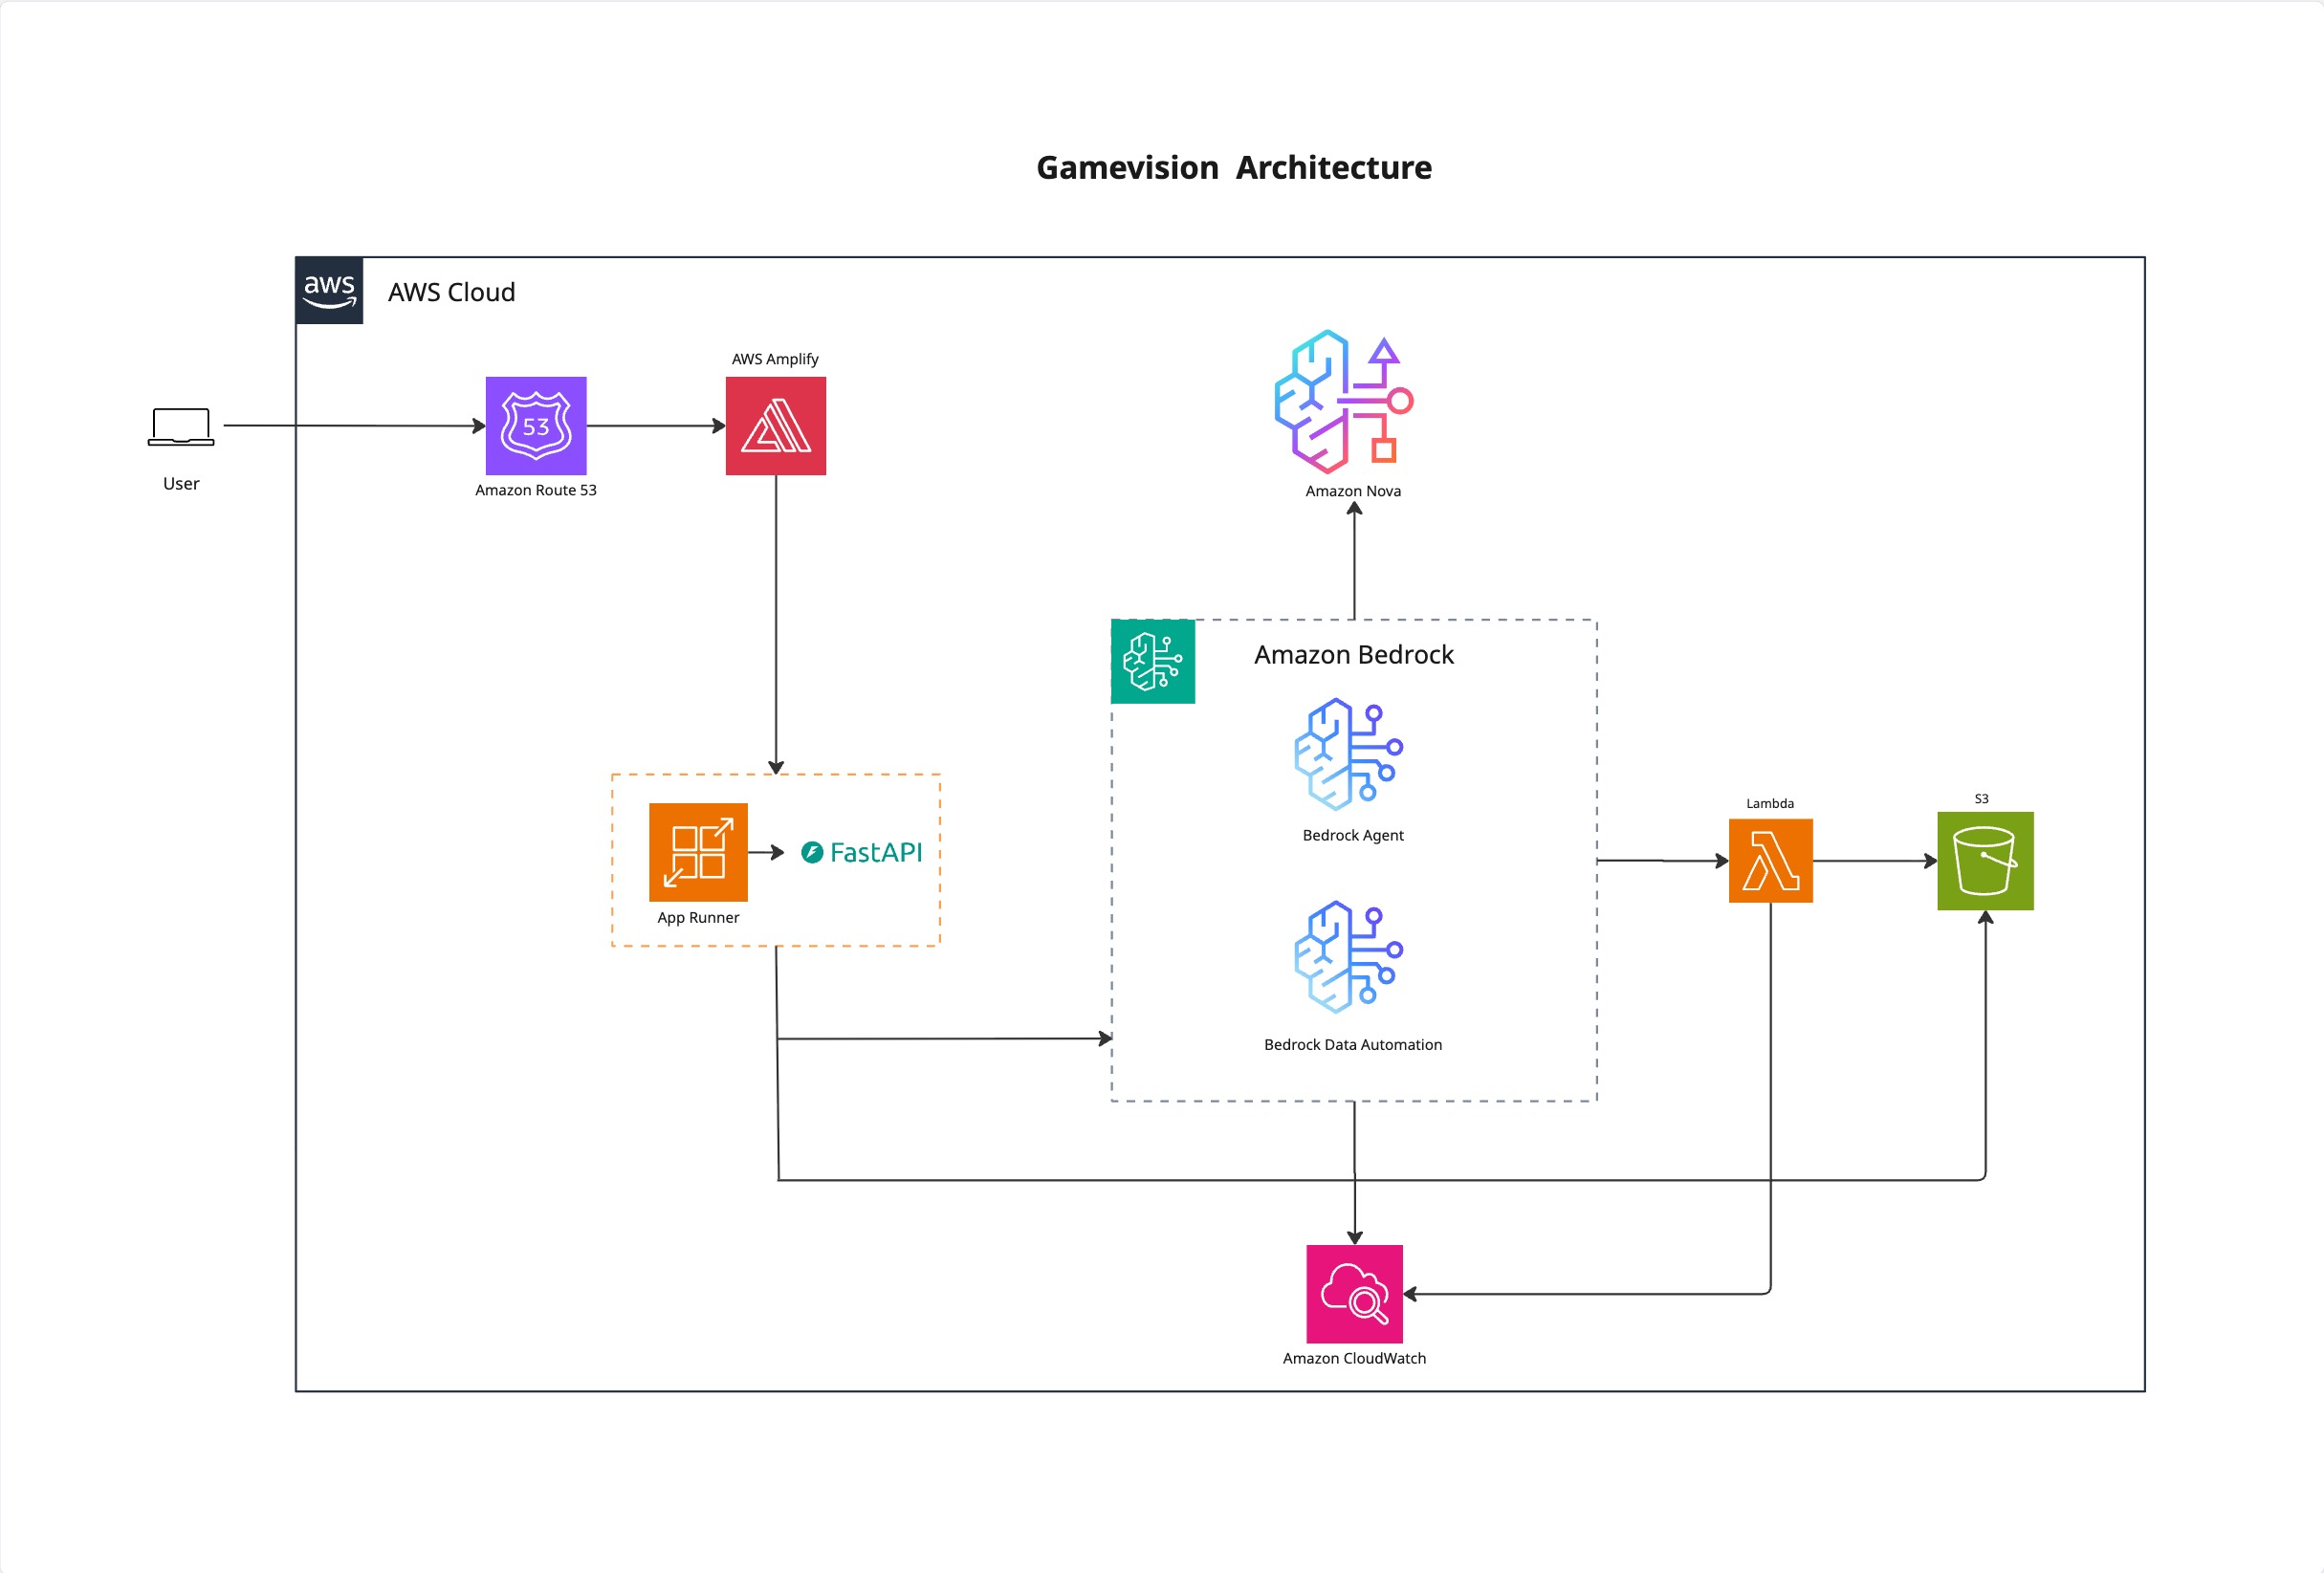 Gamevision Architecture
aws
AWS Cloud
AWS Amplify
53
User
Amazon Route 53
Amazon Nova
Amazon Bedrock
Bedrock Agent
App Runner
FastAPI
Lambda
S3
Bedrock Data Automation
Amazon CloudWatch